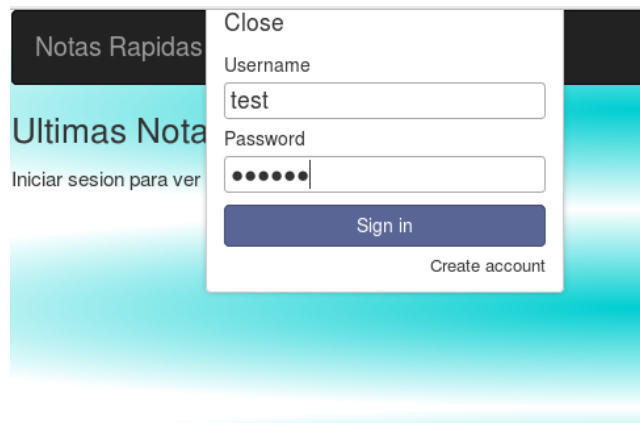 Close
Notas Rapidas
Username
test
Ultimas Nota
Password
Iniciar sesion para ver
●●●●●●
Sign in
Create account